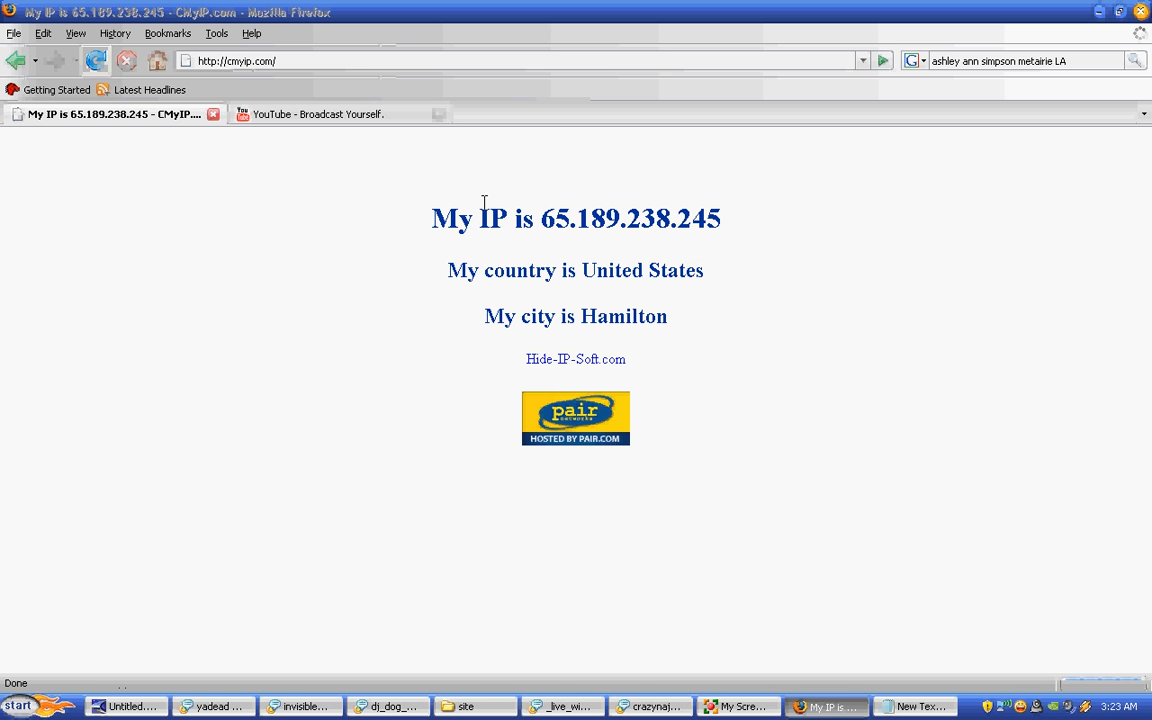 My IP is 65.189.238.245 - CMyIP.com - Mozilla Firefox
File Edit View History Bookmarks Tools Help
http://cmyip.com/ G ashley ann simpson metairie LA
Getting Started Latest Headlines
My IP is 65.189.238.245 - CMyIP.... You Tube YouTube - Broadcast Yourself.
My IP is 65.189.238.245
My country is United States
My city is Hamilton
Hide-IP-Soft.com
pair
NETWORKS
HOSTED BY PAIR.COM
Done
start Untitled.... yadead ... invisible... dj_dog_... site _live_wi... crazynaj... My Scre... My IP is ... New Tex... 3:23 AM